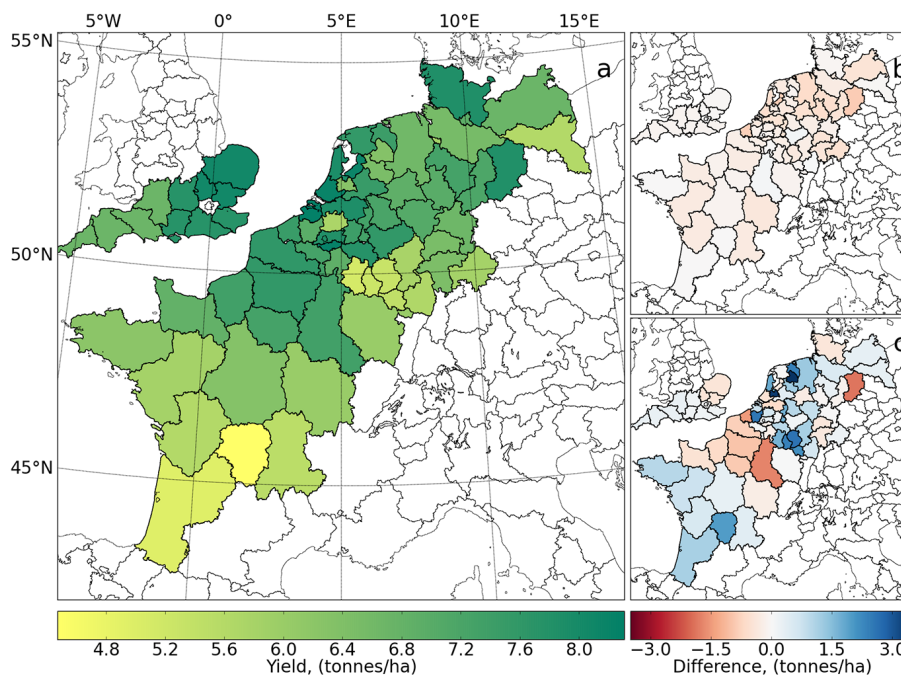 5°W 0° 5°E 10°E 15°E
55°N
a
b
50°N
c
45°N
4.8 5.2 5.6 6.0 6.4 6.8 7.2 7.6 8.0
Yield, (tonnes/ha)
−3.0 −1.5 0.0 1.5 3.0
Difference, (tonnes/ha)